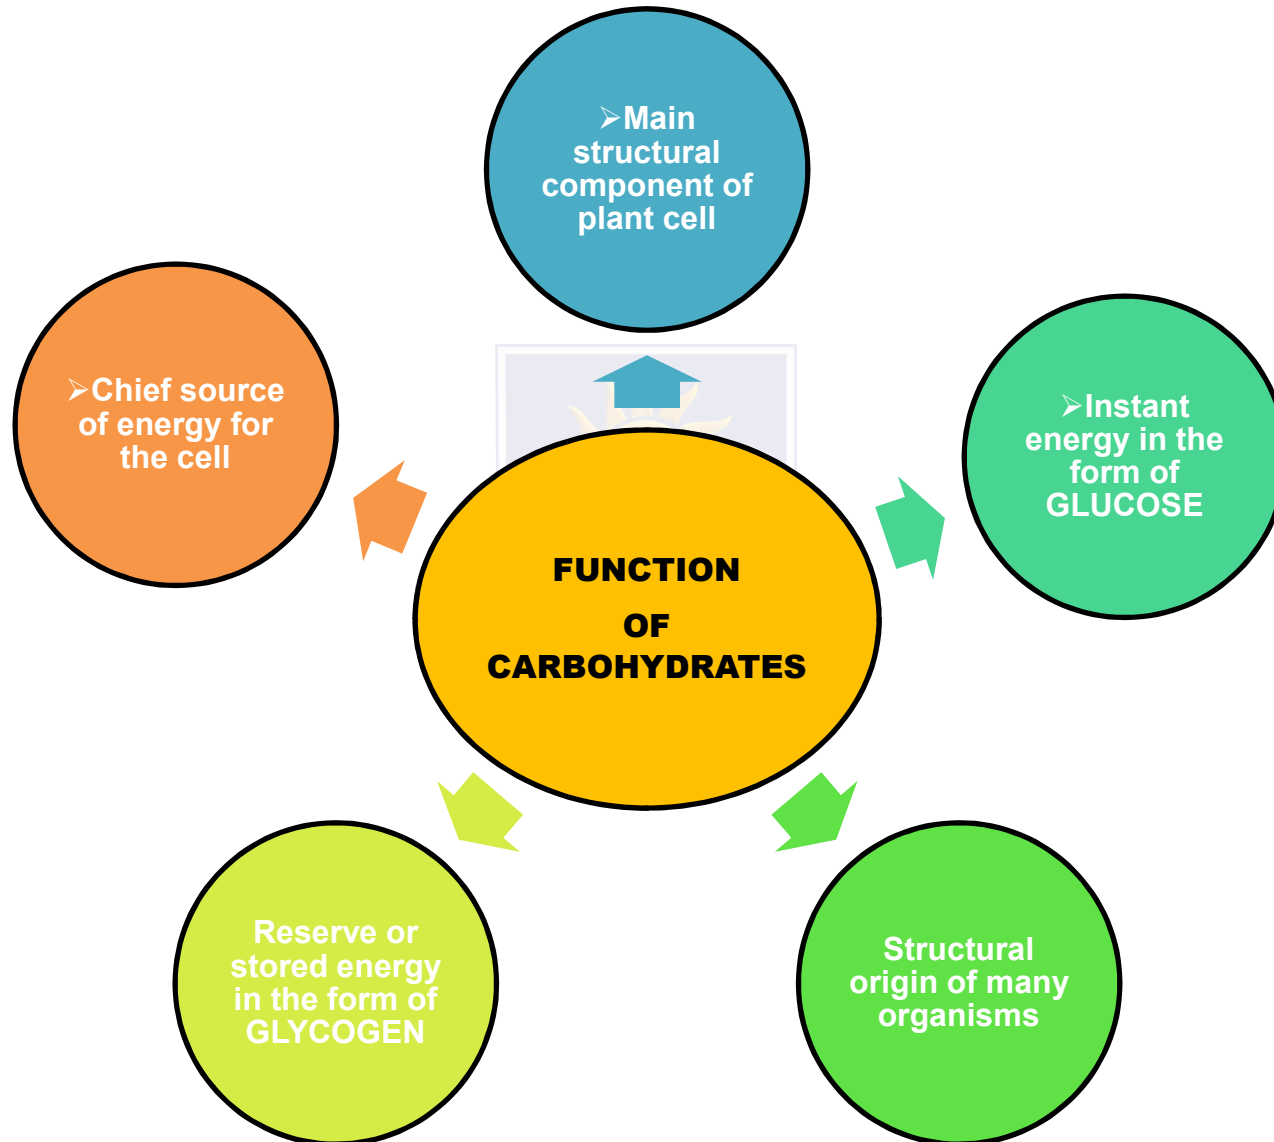 ➢Main
structural
component of
plant cell
➢Chief source
of energy for
the cell
➢Instant
energy in the
form of
GLUCOSE
FUNCTION
OF
CARBOHYDRATES
Reserve or
stored energy
in the form of
GLYCOGEN
Structural
origin of many
organisms